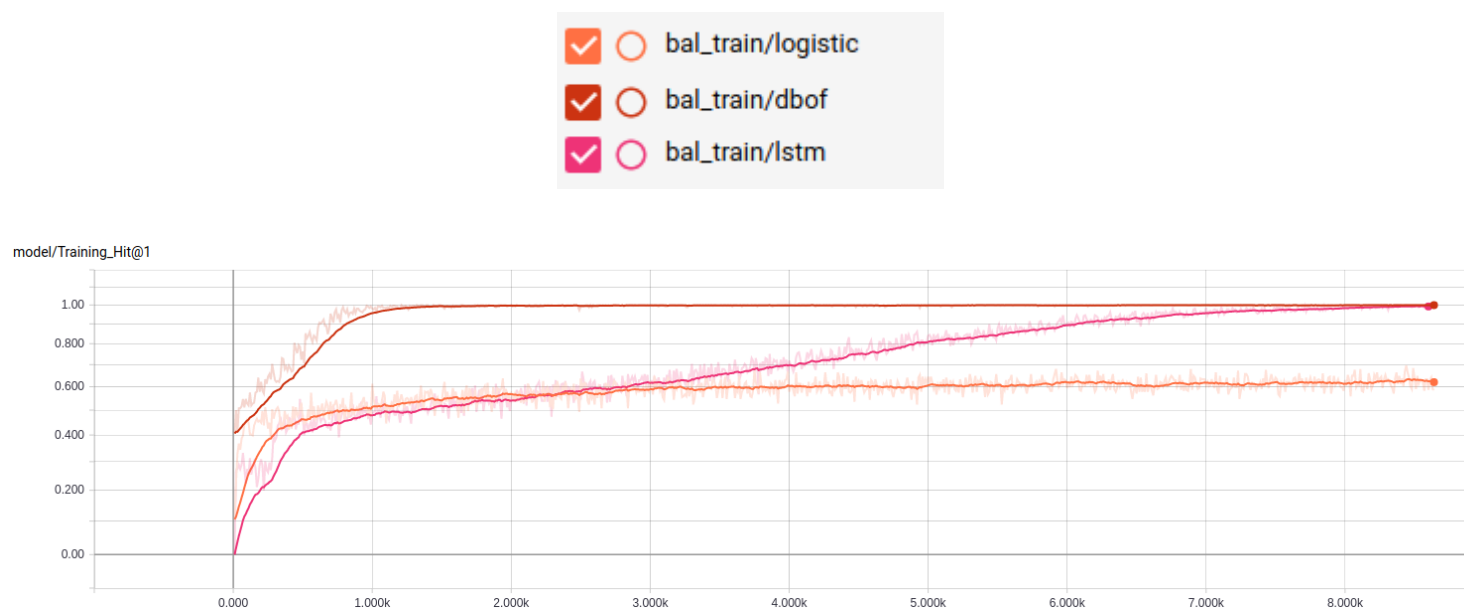 bal_train/logistic
bal_train/dbof
bal_train/lstm
model/Training_Hit@1
1.00
0.800
0.600
0.400
0.200
0.00
0.000 1.000k 2.000k 3.000k 4.000k 5.000k 6.000k 7.000k 8.000k